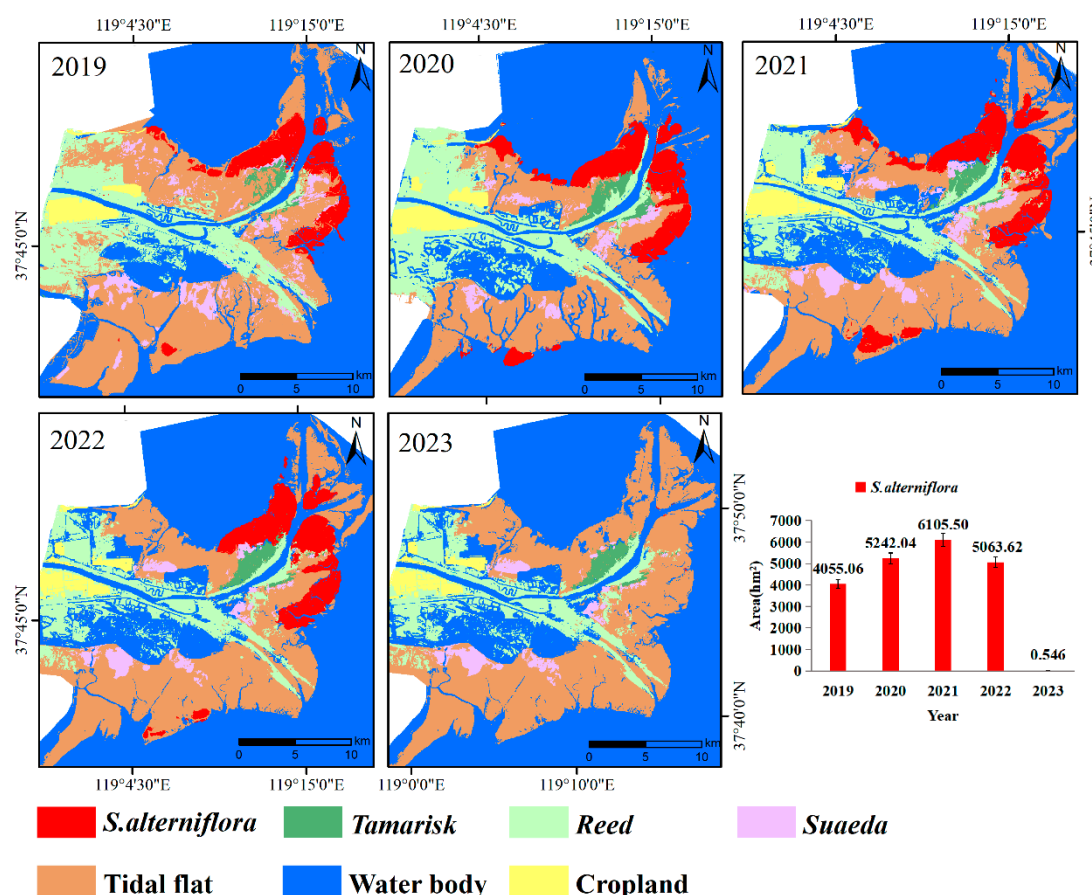 119°4'30"E 119°15'0"E 119°4'30"E 119°15'0"E 119°4'30"E 119°15'0"E
2019 N
2020 N
2021 N
37°45'0"N
km
0 5 10
km
0 5 10
km
0 5 10
2022 N
2023 N
37°50'0"N
37°45'0"N
37°40'0"N
km
0 5 10
km
0 5 10
119°4'30"E 119°15'0"E 119°0'0"E 119°10'0"E
S.alterniflora
Area(hm²)
7000
6000
5000
4000
3000
2000
1000
0
4055.06
5242.04
6105.50
5063.62
0.546
2019 2020 2021 2022 2023
Year
S.alterniflora Tamarisk Reed Suaeda
Tidal flat Water body Cropland